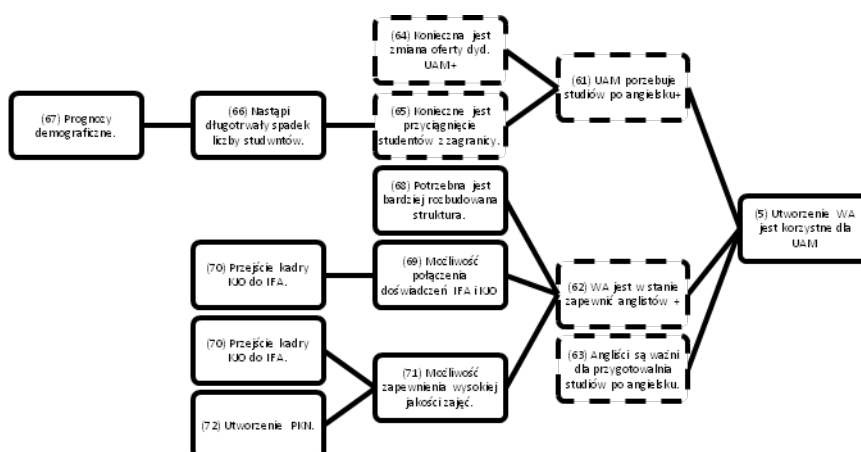 (64) Konieczna jest
zmiana oferty dyd.
UAM+
(61) UAM porzebuje
studiów po angielsku+
(67) Prognozy
demograficzne.
(66) Nastąpi
długotrwały spadek
liczby studwntów.
(65) Konieczne jest
przyciągnięcie
studentów z zagranicy.
(68) Potrzebna jest
bardziej rozbudowana
struktura.
(5) Utworzenie WA
jest korzystne dla
UAM
(70) Przejście kadry
KJO do IFA.
(69) Możliwość
połączenia
doświadczeń IFA i KJO
(62) WA jest w stanie
zapewnić anglistów +
(70) Przejście kadry
KJO do IFA.
(63) Angliści są ważni
dla przygotowalnia
studiów po angielsku.
(71) Możliwość
zapewnienia wysokiej
jakości zajęć.
(72) Utworzenie PKN.